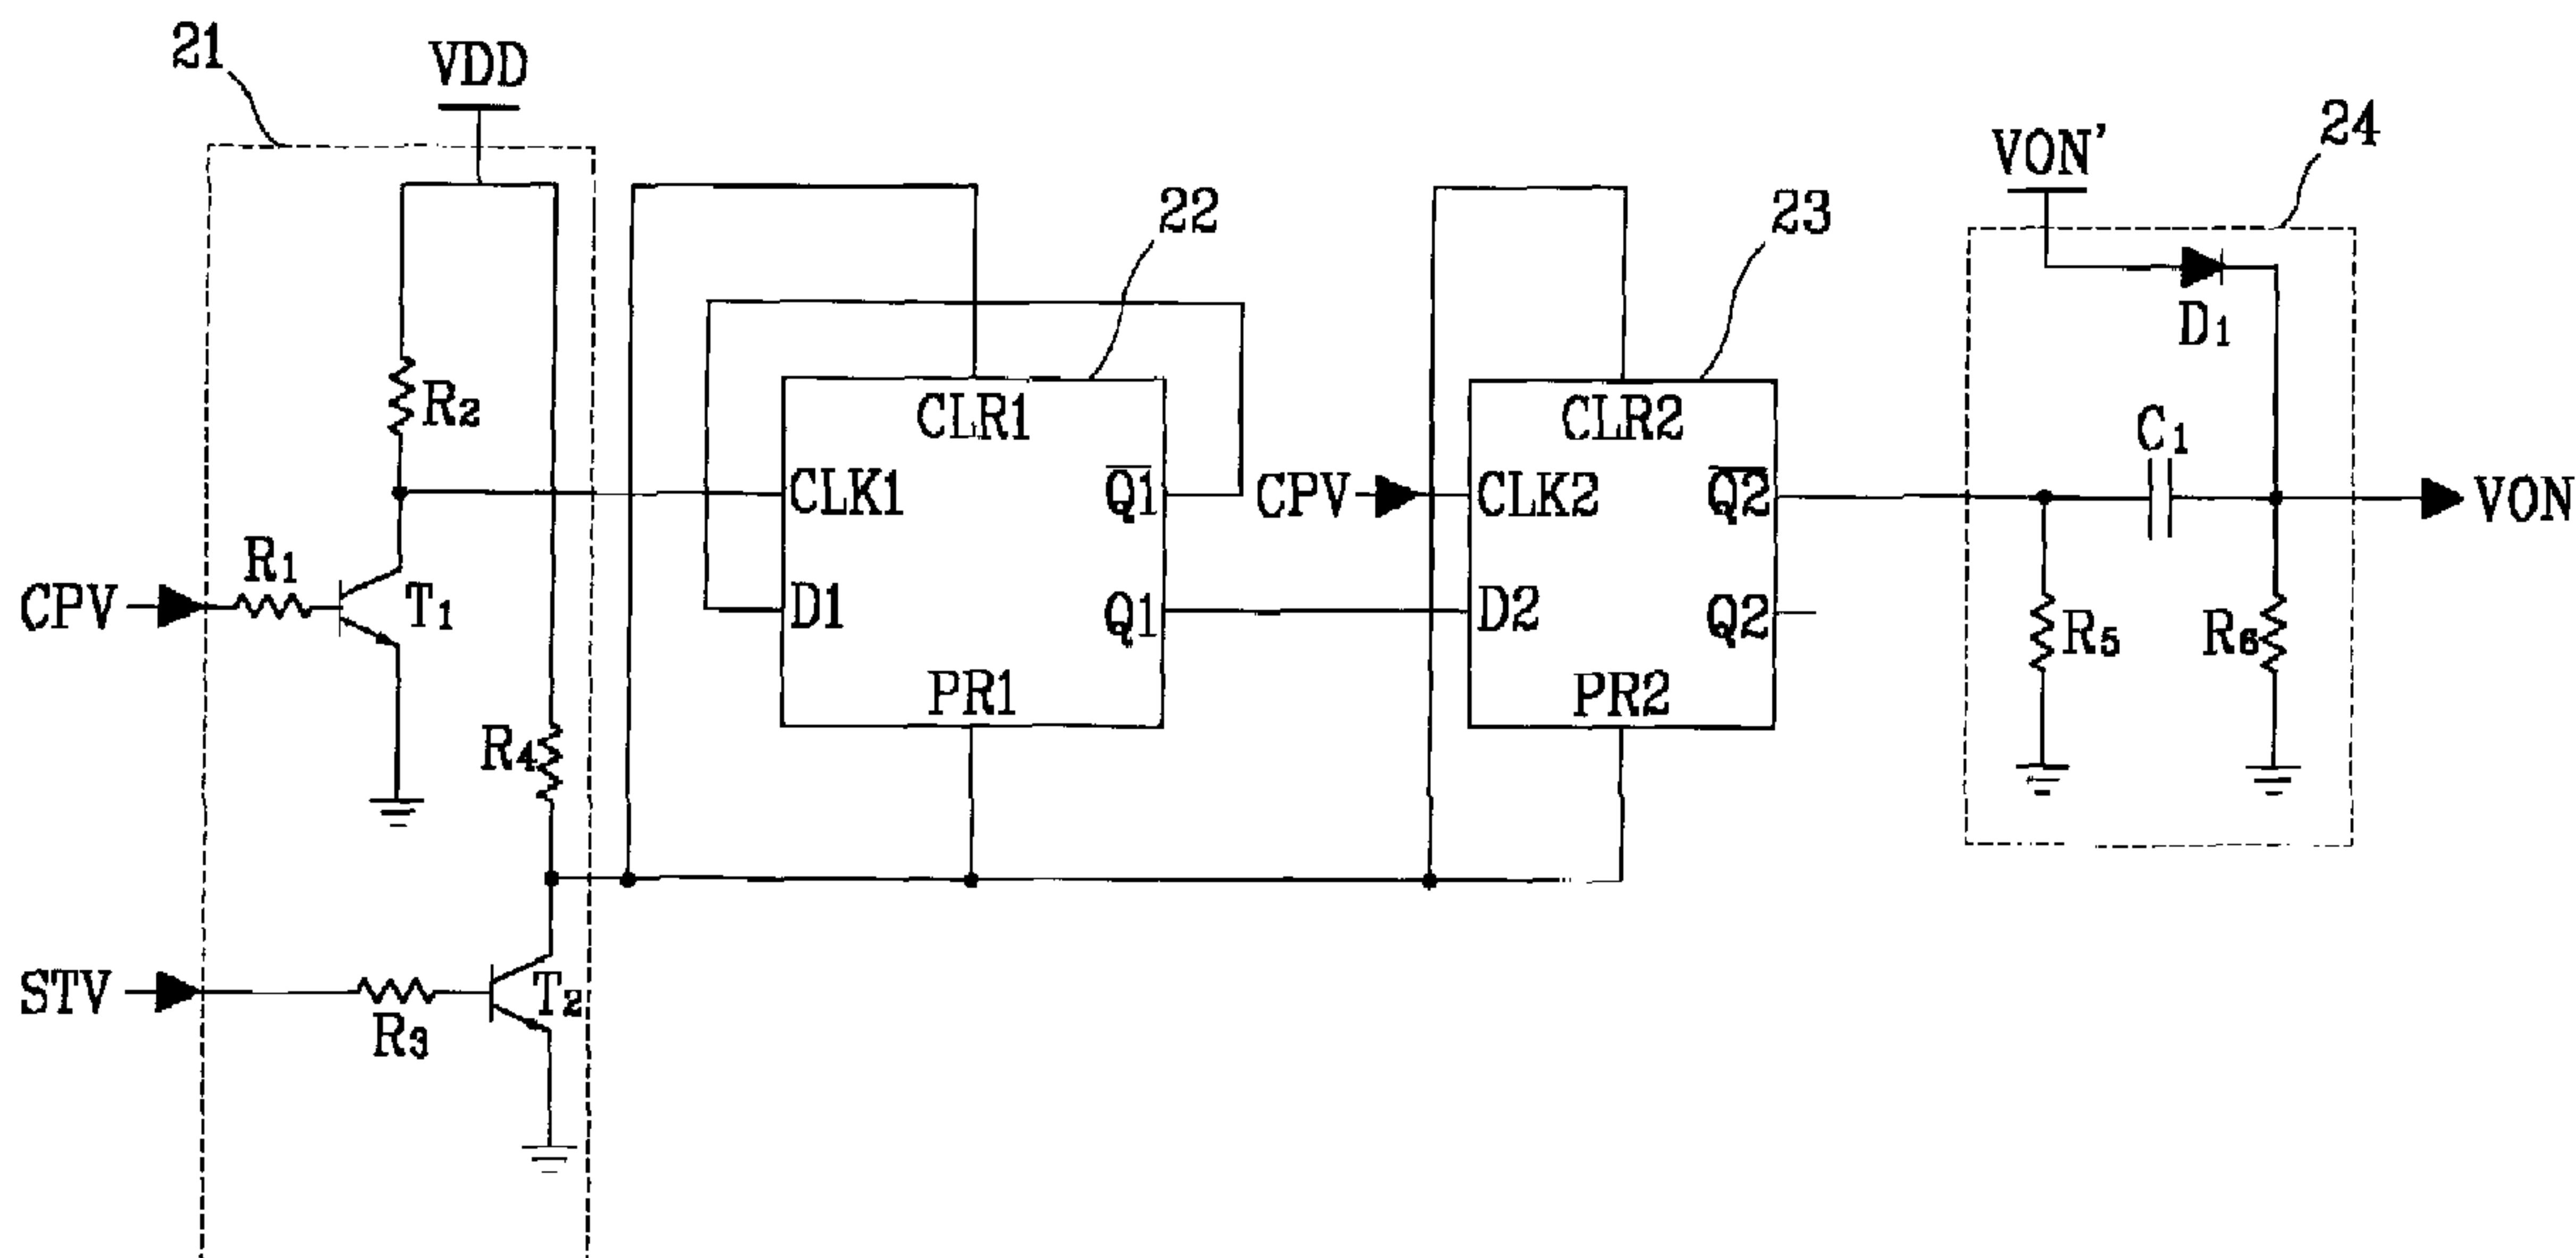 21
VDD
VON'
24
22
23
D1
R2
CLR1
CLR2
C1
CLK1
Q1
CPV
CLK2
Q2
VON
R1
CPV
T1
D1
Q1
D2
Q2
R5
R6
PR1
PR2
R4
STV
T2
R3